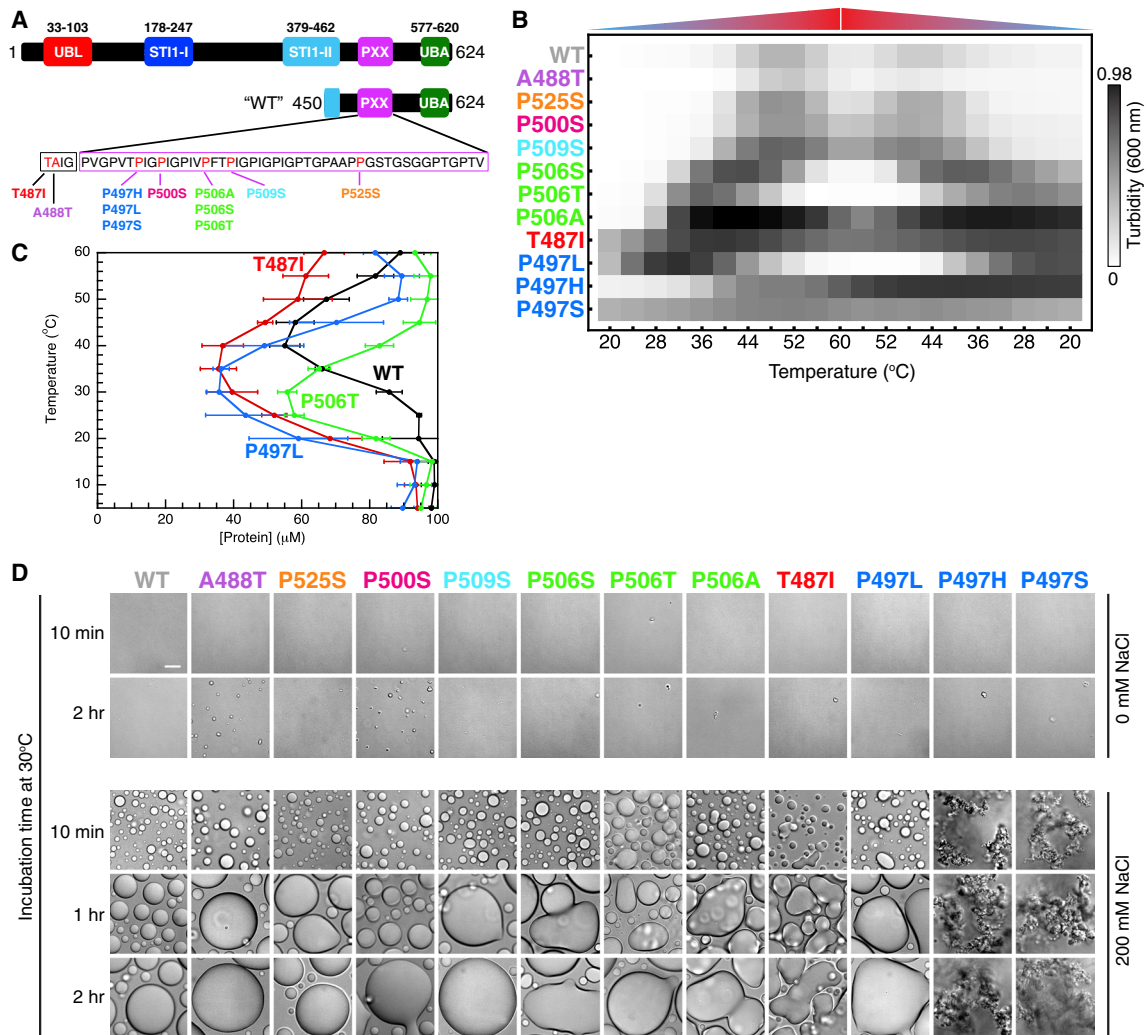 A
33-103 178-247 379-462 577-620
1 UBL STI1-I STI1-II PXX UBA 624
"WT" 450 PXX UBA 624
TAIG PVGPVTPIGPIGPIPIVPFTPIGPIGPIGPTGPAAPPGSTGSGGPTGPTV
T487I
A488T
P497H P500S P506A P509S P525S
P497L P506S
P497S P506T
B
WT
A488T
P525S
P500S
P509S
P506S
P506T
P506A
T487I
P497L
P497H
P497S
20 28 36 44 52 60 52 44 36 28 20
Temperature (°C)
0.98
Turbidity (600 nm)
0
C
60
50
40
30
20
10
Temperature (°C)
T487I
WT
P506T
P497L
0 20 40 60 80 100
[Protein] (μM)
D
WT A488T P525S P500S P509S P506S P506T P506A T487I P497L P497H P497S
Incubation time at 30°C
10 min
2 hr
0 mM NaCl
10 min
1 hr
2 hr
200 mM NaCl